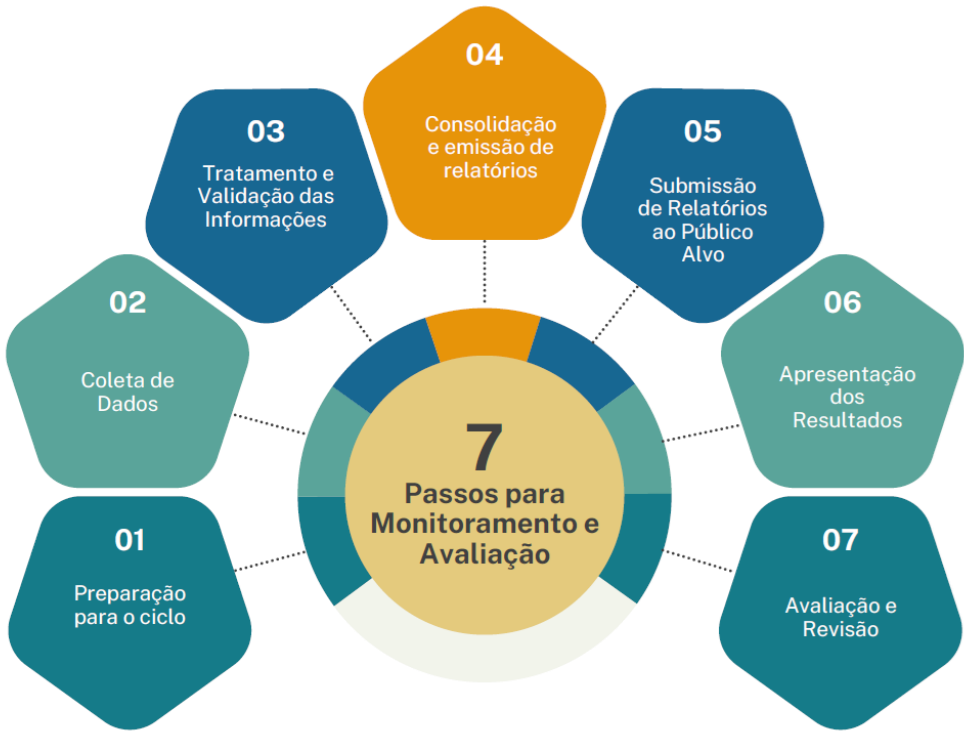 01
Preparação
para o ciclo
02
Coleta de
Dados
03
Tratamento e
Validação das
Informações
04
Consolidação
e emissão de
relatórios
05
Submissão
de Relatórios
ao Público
Alvo
06
Apresentação
dos
Resultados
07
Avaliação e
Revisão
7
Passos para
Monitoramento e
Avaliação